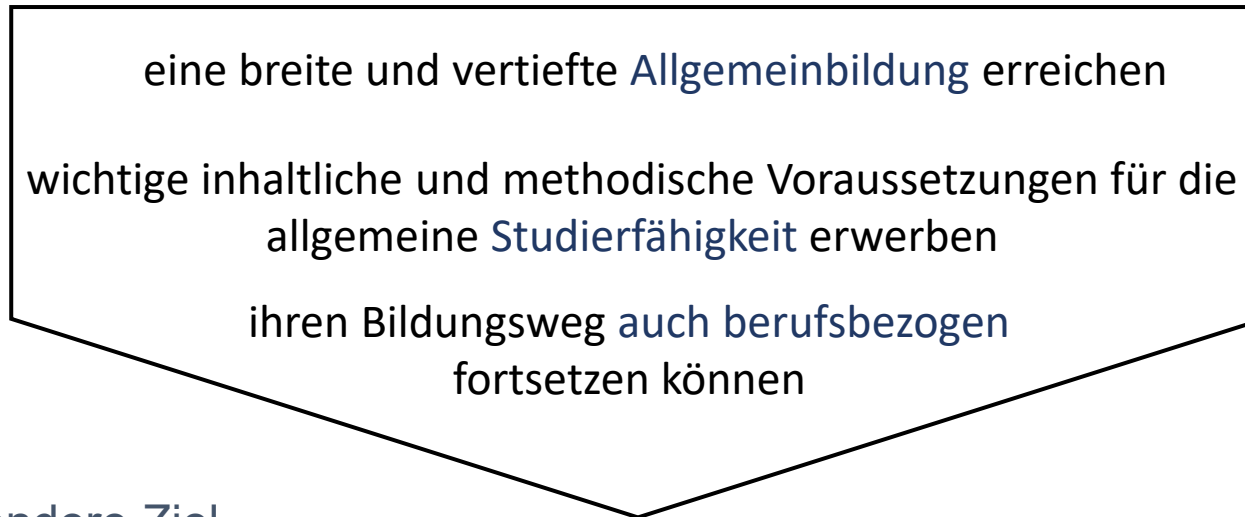 eine breite und vertiefte Allgemeinbildung erreichen
wichtige inhaltliche und methodische Voraussetzungen für die
allgemeine Studierfähigkeit erwerben
ihren Bildungsweg auch berufsbezogen
fortsetzen können
Ziel